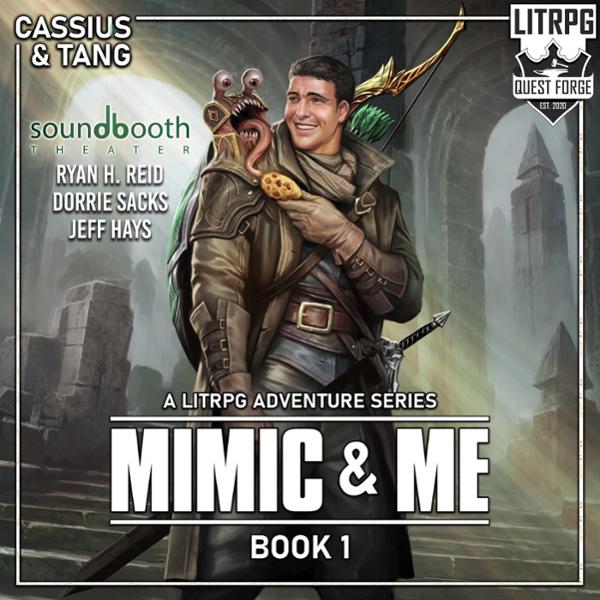 CASSIUS
& TANG
LITRPG
QUEST FORGE
EST. 2020
soundbooth
THEATER
RYAN H. REID
DORRIE SACKS
JEFF HAYS
A LITRPG ADVENTURE SERIES
MIMIC & ME
BOOK 1